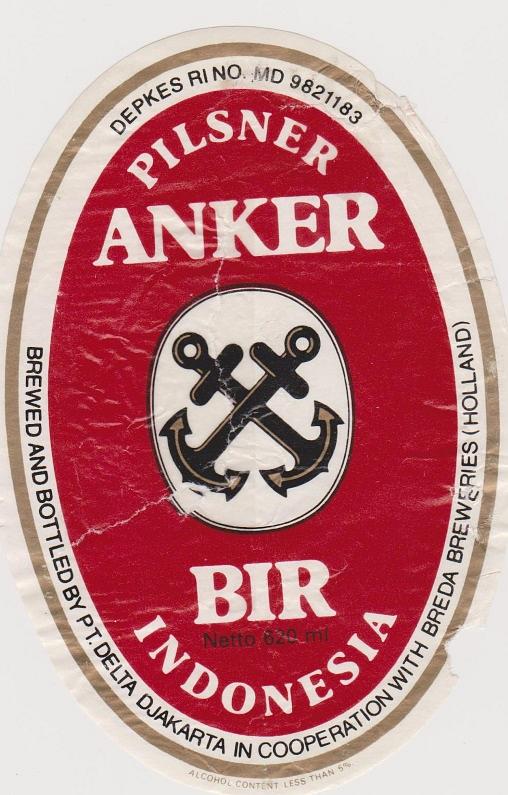 DEPKES RI NO. MD 9821183
PILSNER
ANKER
BIR
Netto 620 ml
INDONESIA
BREWED AND BOTTLED BY PT. DELTA DJAKARTA IN COOPERATION WITH BREDA BREWERIES (HOLLAND)
ALCOHOL CONTENT LESS THAN 5%